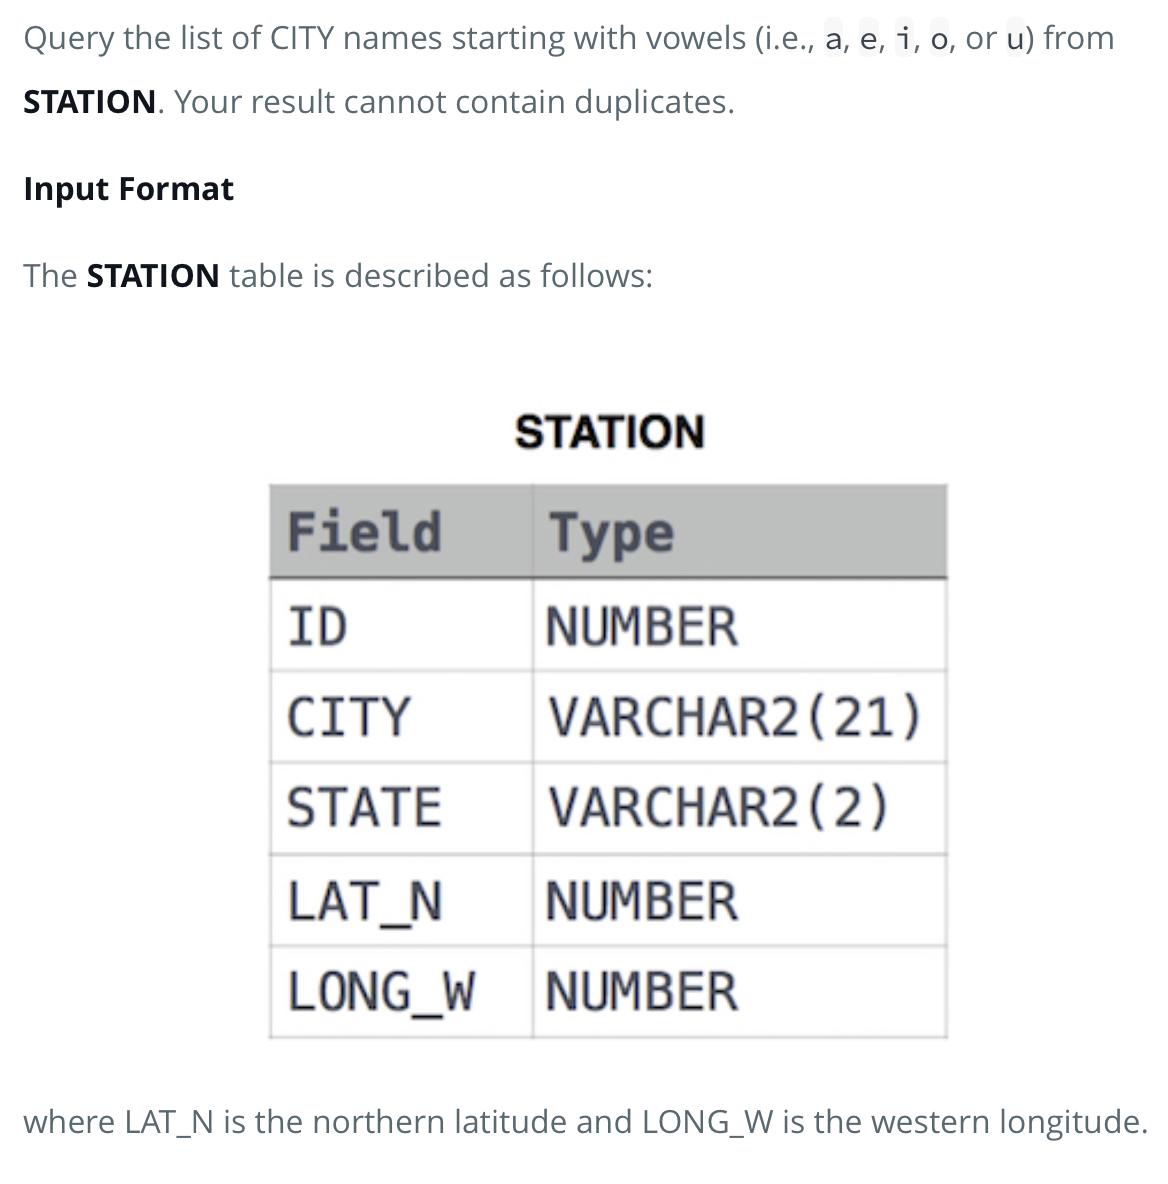 Query the list of CITY names starting with vowels (i.e., a, e, i, o, or u) from
STATION. Your result cannot contain duplicates.
Input Format
The STATION table is described as follows:
STATION
Field Type
ID NUMBER
CITY VARCHAR2(21)
STATE VARCHAR2(2)
LAT_N NUMBER
LONG_W NUMBER
where LAT_N is the northern latitude and LONG_W is the western longitude.